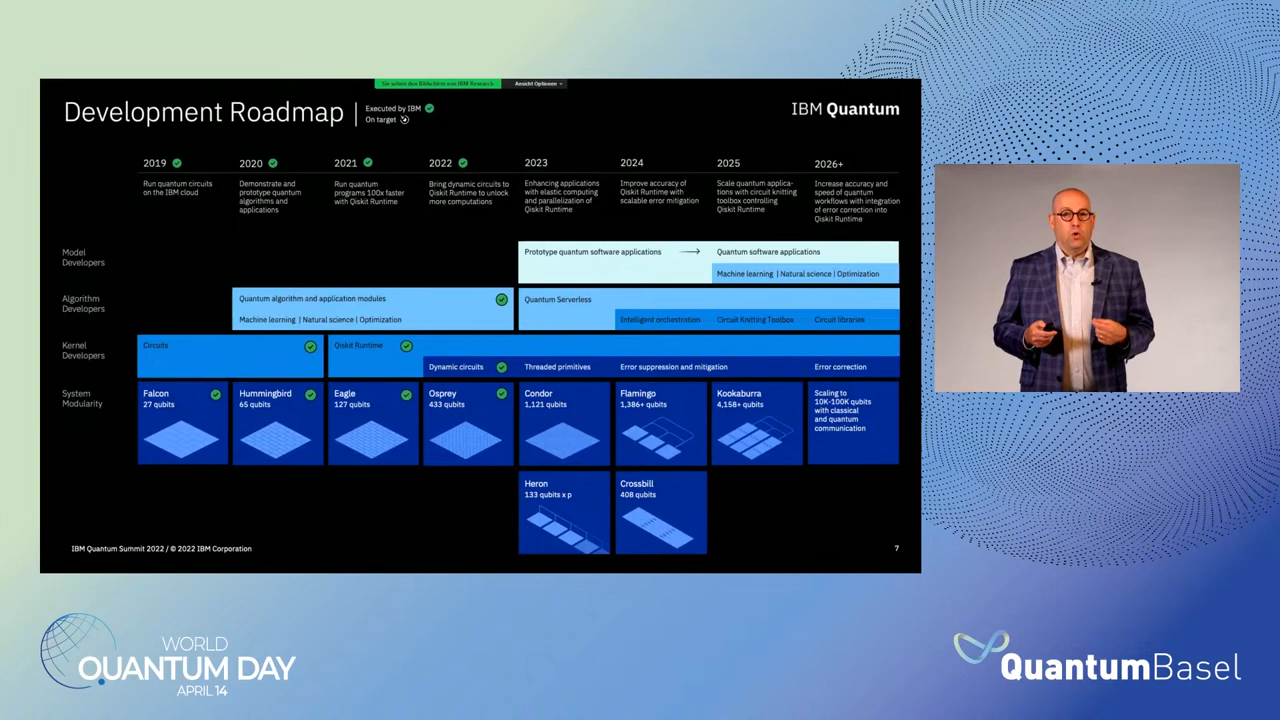 Sie sehen den Bildschirm von IBM Research
Ansicht Optionen
Development Roadmap
Executed by IBM
On target
IBM Quantum
2019
2020
2021
2022
2023
2024
2025
2026+
Run quantum circuits
on the IBM cloud
Demonstrate and
prototype quantum
algorithms and
applications
Run quantum
programs 100x faster
with Qiskit Runtime
Bring dynamic circuits to
Qiskit Runtime to unlock
more computations
Enhancing applications
with elastic computing
and parallelization of
Qiskit Runtime
Improve accuracy of
Qiskit Runtime with
scalable error mitigation
Scale quantum applica-
tions with circuit knitting
toolbox controlling
Qiskit Runtime
Increase accuracy and
speed of quantum
workflows with integration
of error correction into
Qiskit Runtime
Model
Developers
Prototype quantum software applications →
Quantum software applications
Machine learning | Natural science | Optimization
Algorithm
Developers
Quantum algorithm and application modules
Machine learning | Natural science | Optimization
Quantum Serverless
Intelligent orchestration
Circuit Knitting Toolbox
Circuit libraries
Kernel
Developers
Circuits
Qiskit Runtime
Dynamic circuits
Threaded primitives
Error suppression and mitigation
Error correction
System
Modularity
Falcon
27 qubits
Hummingbird
65 qubits
Eagle
127 qubits
Osprey
433 qubits
Condor
1,121 qubits
Flamingo
1,386+ qubits
Kookaburra
4,158+ qubits
Scaling to
10K-100K qubits
with classical
and quantum
communication
Heron
133 qubits x p
Crossbill
408 qubits
IBM Quantum Summit 2022 / © 2022 IBM Corporation
7
WORLD
QUANTUM DAY
APRIL 14
QuantumBasel